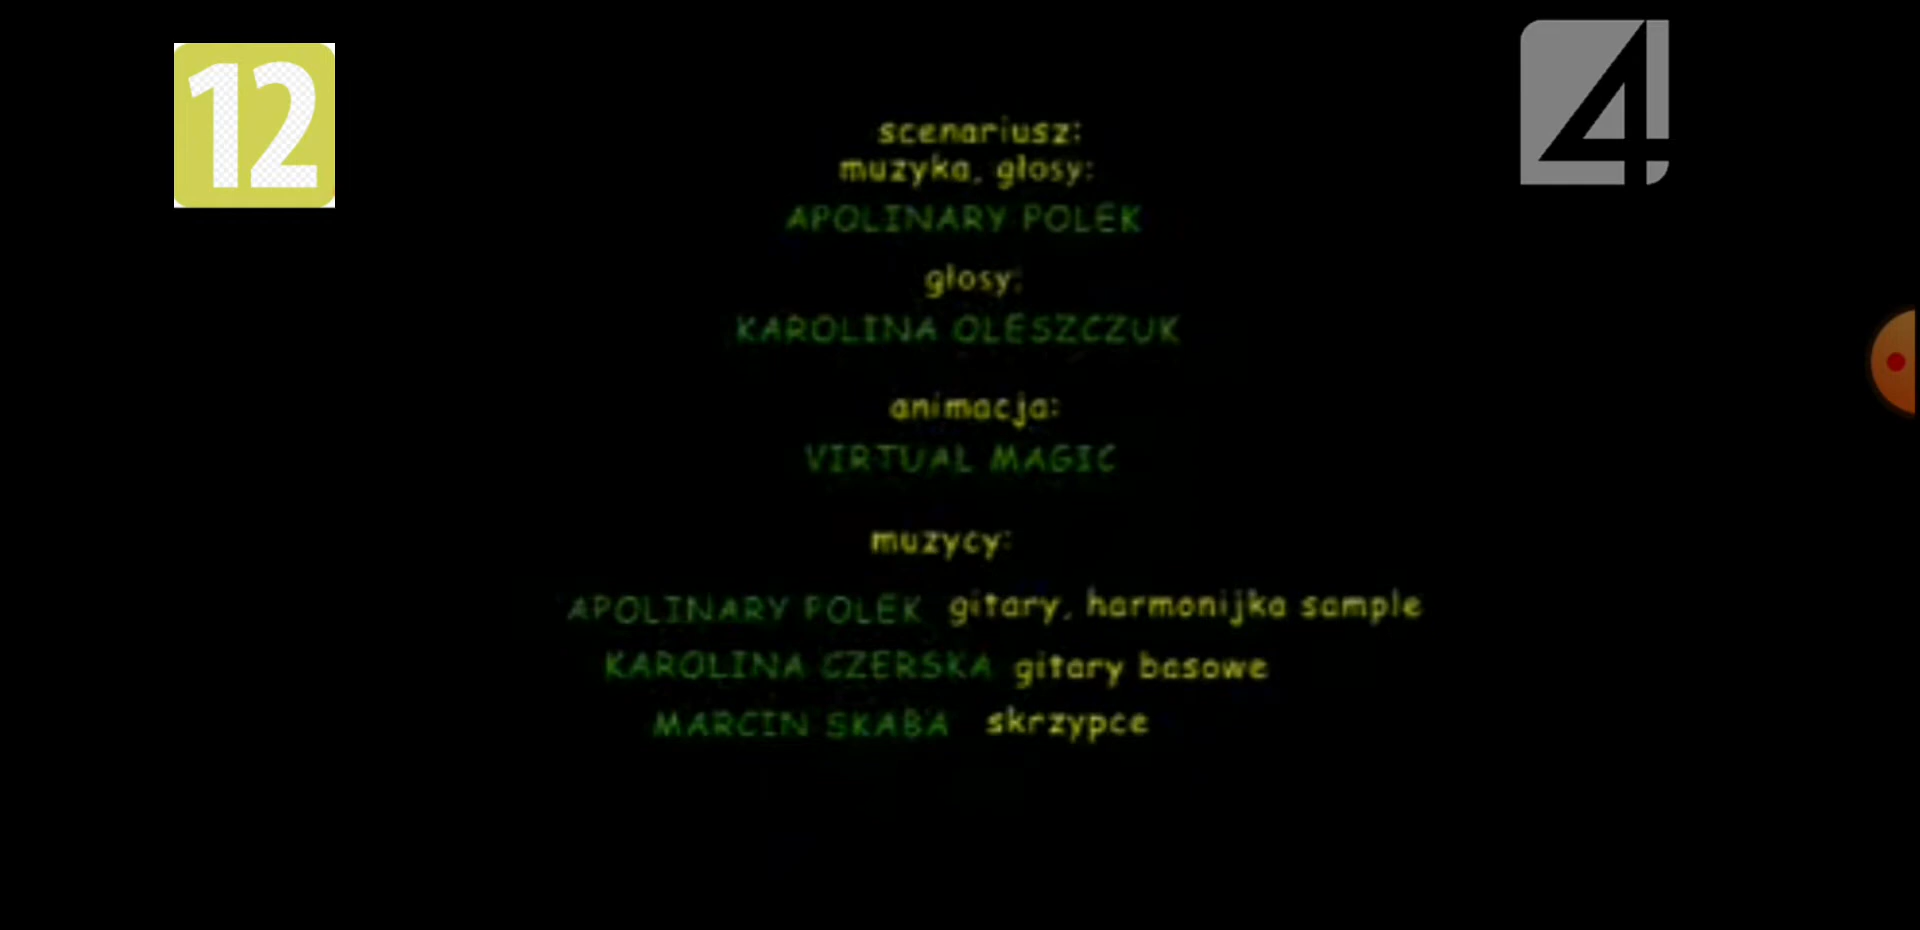 12
4
scenariusz:
muzyka, głosy:
APOLINARY POLEK
głosy:
KAROLINA OLESZCZUK
animacja:
VIRTUAL MAGIC
muzycy:
APOLINARY POLEK gitary, harmonijka sample
KAROLINA CZERSKA gitary basowe
MARCIN SKABA skrzypce